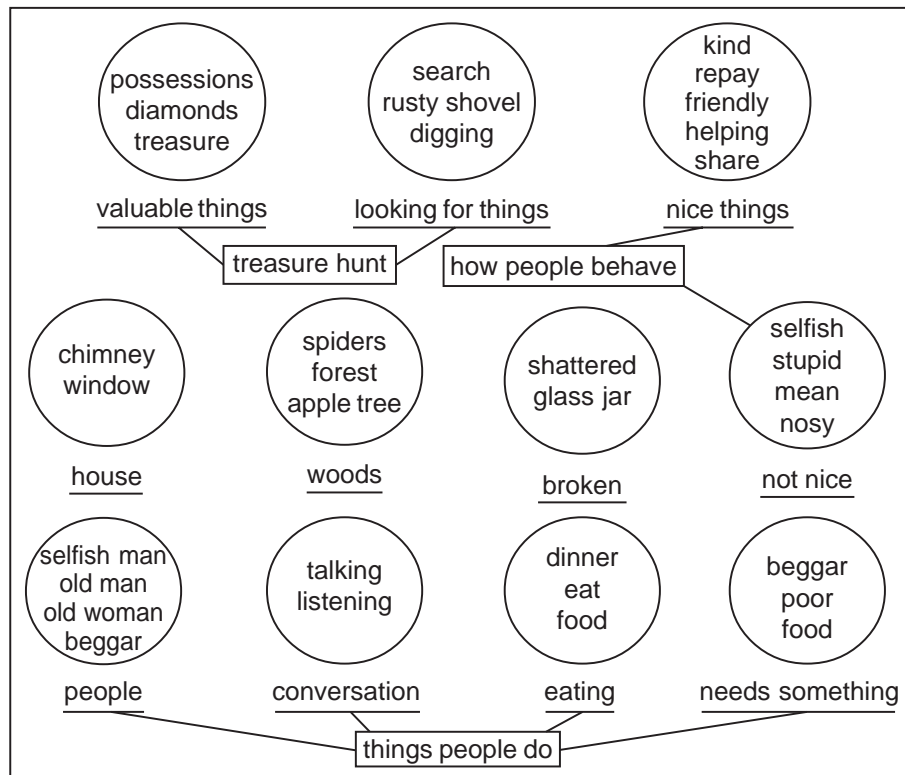 possessions
diamonds
treasure
search
rusty shovel
digging
kind
repay
friendly
helping
share
valuable things
looking for things
nice things
treasure hunt
how people behave
chimney
window
spiders
forest
apple tree
shattered
glass jar
selfish
stupid
mean
nosy
house
woods
broken
not nice
selfish man
old man
old woman
beggar
talking
listening
dinner
eat
food
beggar
poor
food
people
conversation
eating
needs something
things people do